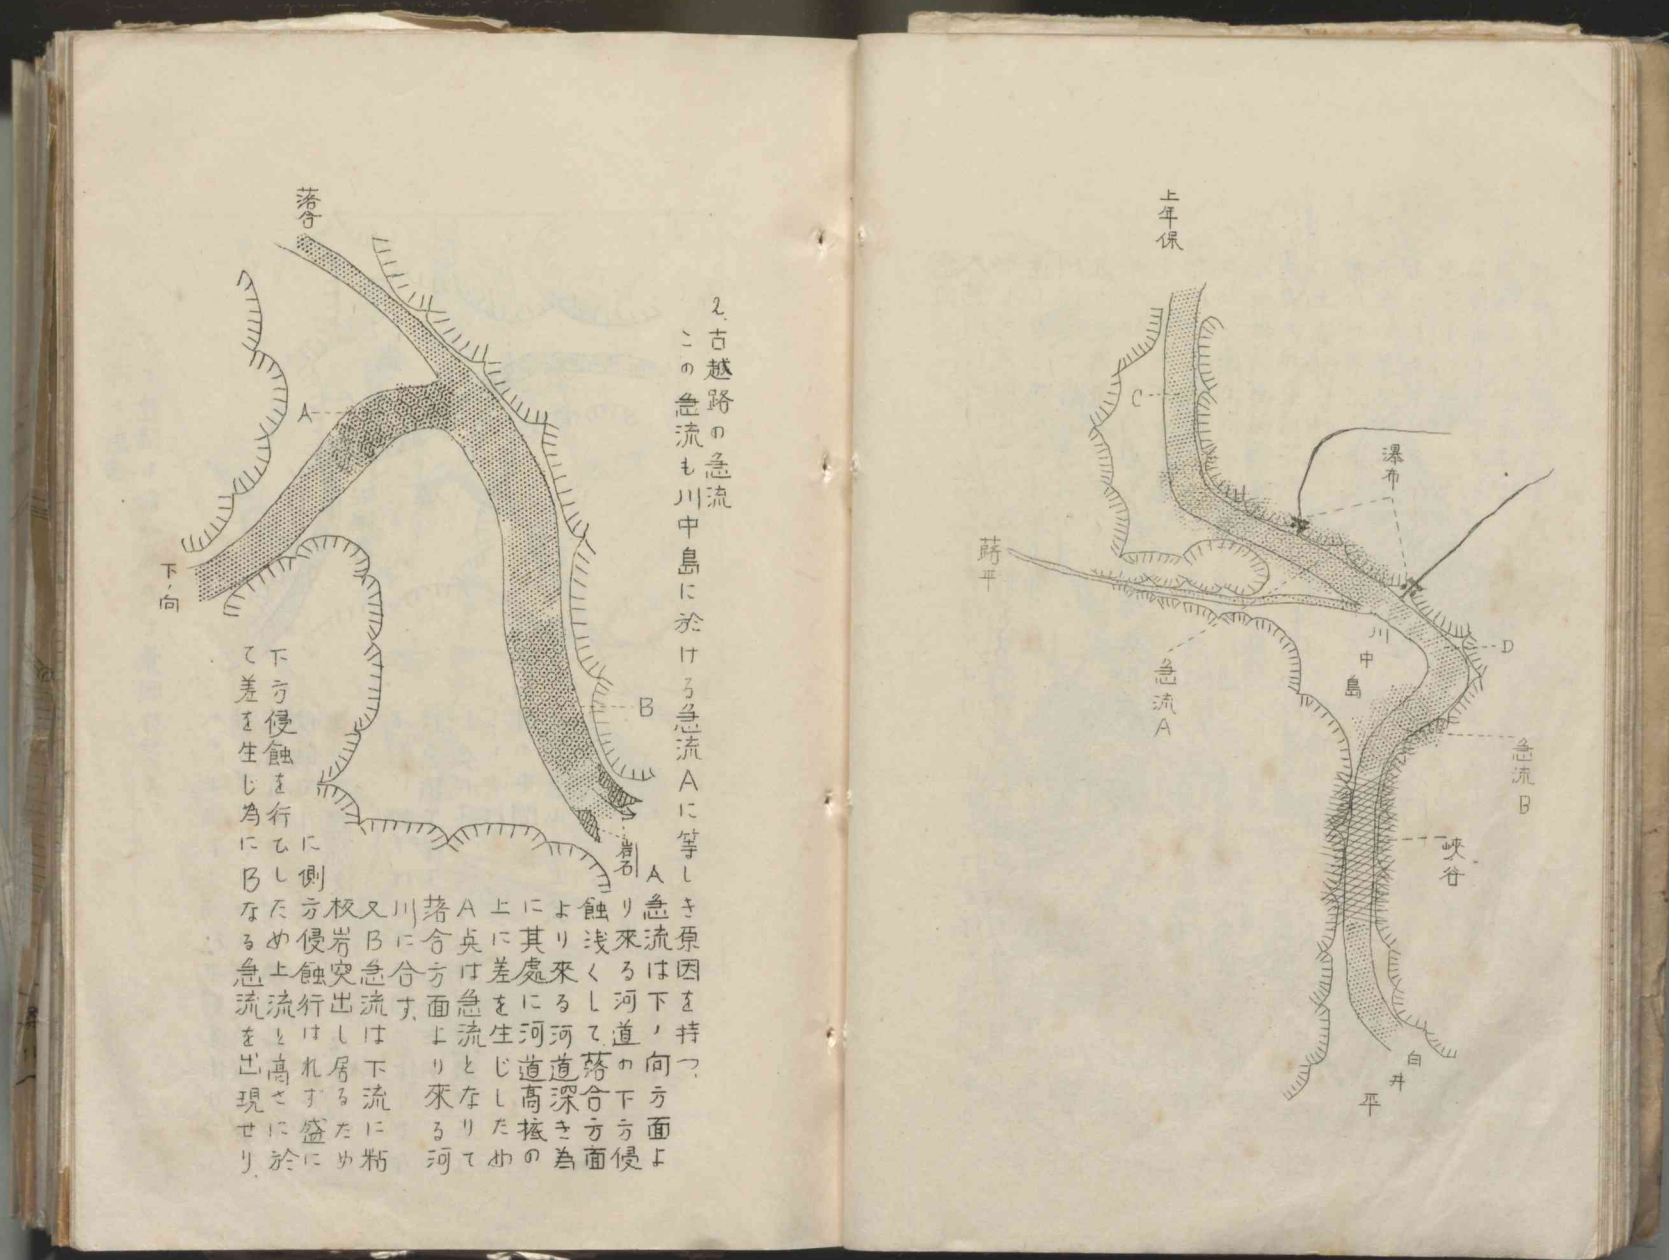 上年保
C
瀑布
蒔平
川中島
D
急流A
急流B
峡谷
白井平
2.古越路の急流
この急流も川中島に於ける急流Aに等しき原因を持つ.
A急流は下ノ向方面よ
り來る河道の下方侵
蝕浅くして落合方面
より來る河道深き為
に其處に河道高核の
上に差を生じしため
A点は急流となりて
落合方面より來る河
川に合す.
又B急流は下流に粘
板岩突出し居るため
に側方侵蝕行はれず盛に
下方侵蝕を行ひしため上流と高さに於
て差を生じ為にBなる急流を出現せり.
落合
A
下ノ向
B
岩石